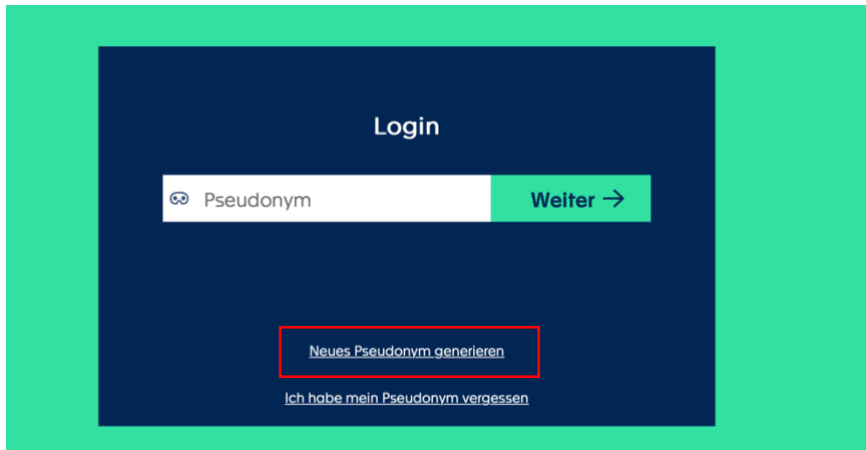 Login
Pseudonym
Weiter →
Neues Pseudonym generieren
Ich habe mein Pseudonym vergessen